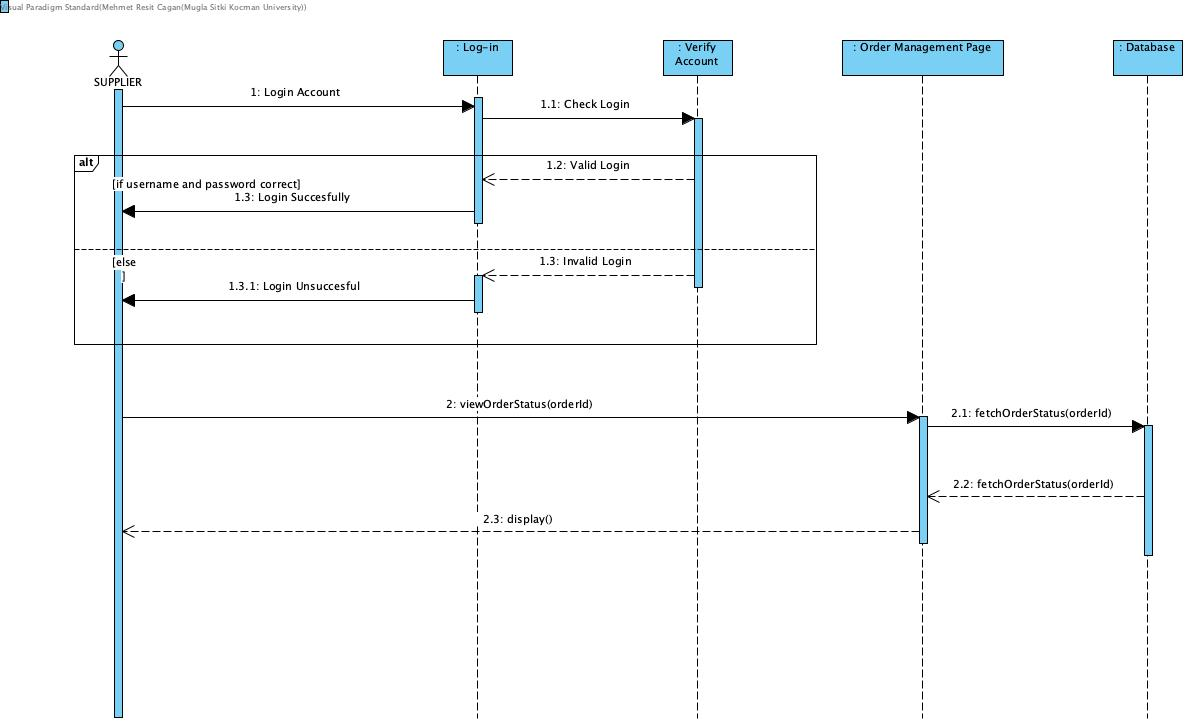 Visual Paradigm Standard(Mehmet Resit Cagan(Mugla Sitki Kocman University))
SUPPLIER
: Log-in
: Verify
Account
: Order Management Page
: Database
1: Login Account
1.1: Check Login
alt
1.2: Valid Login
[if username and password correct]
1.3: Login Succesfully
[else
]
1.3: Invalid Login
1.3.1: Login Unsuccesful
2: viewOrderStatus(orderId)
2.1: fetchOrderStatus(orderId)
2.2: fetchOrderStatus(orderId)
2.3: display()